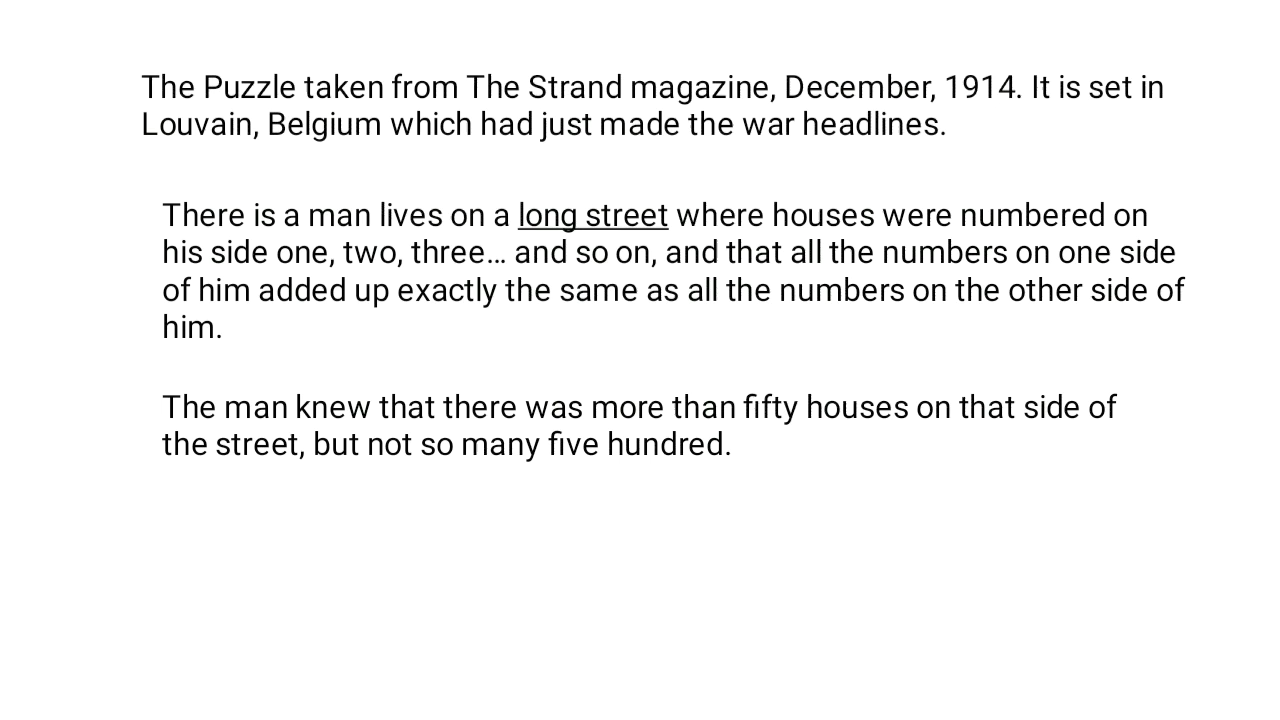 The Puzzle taken from The Strand magazine, December, 1914. It is set in
Louvain, Belgium which had just made the war headlines.
There is a man lives on a long street where houses were numbered on
his side one, two, three... and so on, and that all the numbers on one side
of him added up exactly the same as all the numbers on the other side of
him.
The man knew that there was more than fifty houses on that side of
the street, but not so many five hundred.